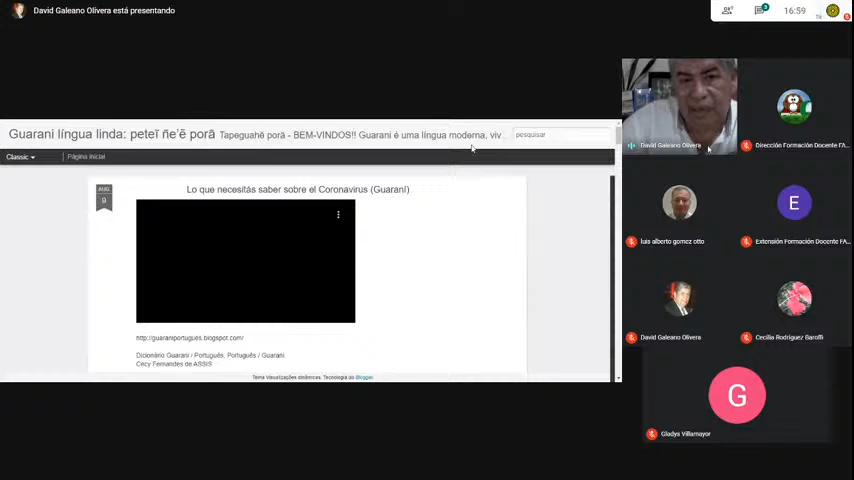 David Galeano Olivera está presentando
3
16:59
Guarani língua linda: peteĩ ñe'ẽ porã Tapeguahẽ porã - BEM-VINDOS!! Guarani é uma língua moderna, viv...
pesquisar
Classic
Página inicial
AUG
9
Lo que necesitás saber sobre el Coronavirus (Guaraní)
http://guaraniportugues.blogspot.com/
Dicionário Guarani / Português, Português / Guarani
Cecy Fernandes de ASSIS
Tema Visualizações dinâmicas. Tecnologia do Blogger.
David Galeano Olivera
Dirección Formación Docente FA...
luis alberto gomez otto
E
Extensión Formación Docente FA...
David Galeano Olivera
Cecilia Rodríguez Baroffi
G
Gladys Villamayor